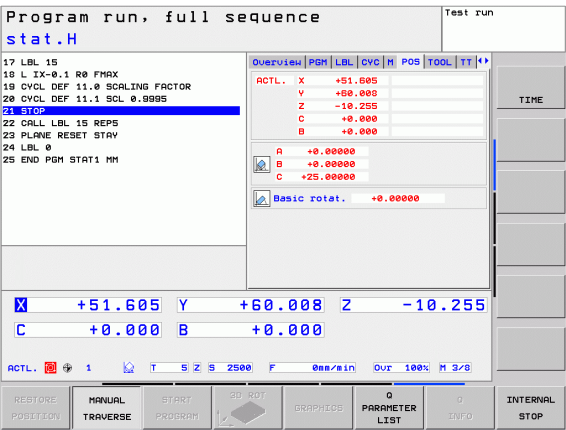 Program run, full sequence
Test run
stat.H
17 LBL 15
18 L IX-0.1 R0 FMAX
19 CYCL DEF 11.0 SCALING FACTOR
20 CYCL DEF 11.1 SCL 0.9995
21 STOP
22 CALL LBL 15 REP5
23 PLANE RESET STAY
24 LBL 0
25 END PGM STAT1 MM
Overview PGM LBL CYC M POS TOOL TT
ACTL. X +51.605
Y +60.008
Z -10.255
C +0.000
B +0.000
A +0.00000
B +0.00000
C +25.00000
Basic rotat. +0.00000
TIME
X +51.605 Y +60.008 Z -10.255
C +0.000 B +0.000
ACTL. 1 T 5 Z S 2500 F 0mm/min Ovr 100% M 3/8
RESTORE POSITION
MANUAL TRAVERSE
START PROGRAM
3D ROT
GRAPHICS
Q PARAMETER LIST
Q INFO
INTERNAL STOP